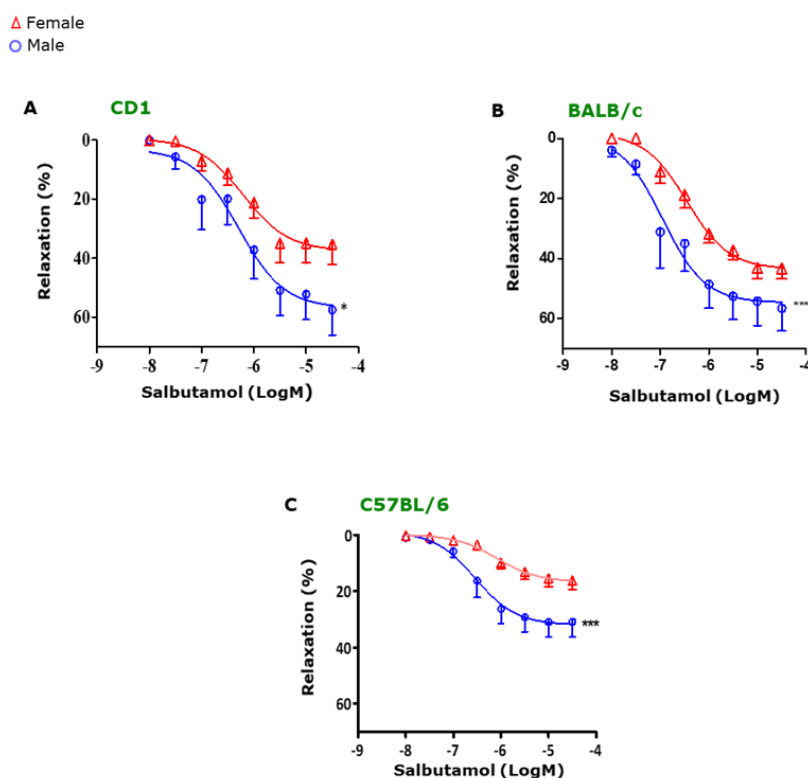 Female
Male
A CD1
0
20
40
60
Relaxation (%)
-9 -8 -7 -6 -5 -4
Salbutamol (LogM)
*
B BALB/c
0
20
40
60
Relaxation (%)
-9 -8 -7 -6 -5 -4
Salbutamol (LogM)
***
C C57BL/6
0
20
40
60
Relaxation (%)
-9 -8 -7 -6 -5 -4
Salbutamol (LogM)
***